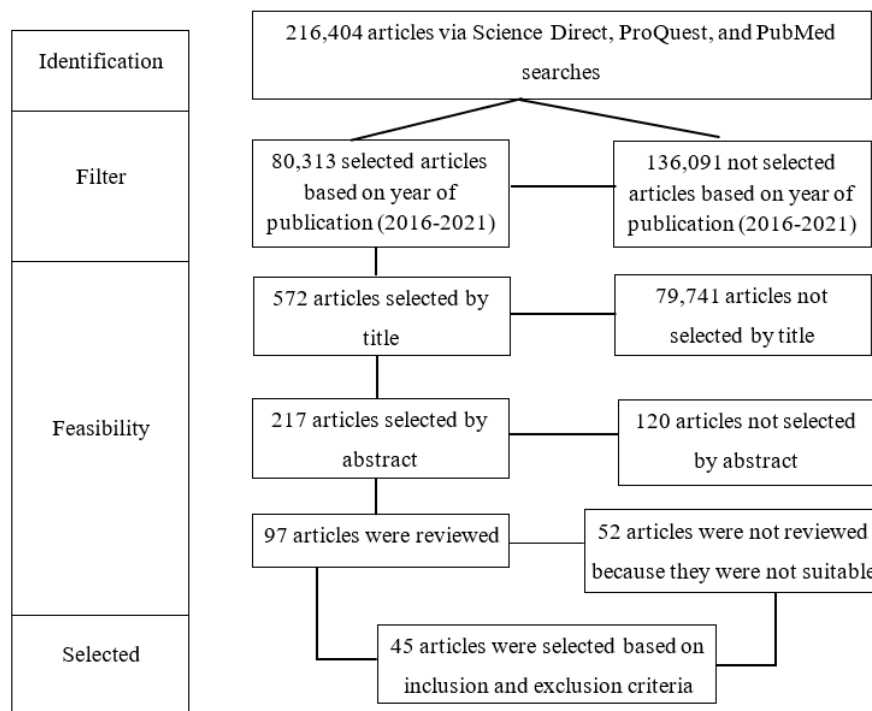 216,404 articles via Science Direct, ProQuest, and PubMed
searches
Identification
Filter
80,313 selected articles
based on year of
publication (2016-2021)
136,091 not selected
articles based on year of
publication (2016-2021)
Feasibility
572 articles selected by
title
79,741 articles not
selected by title
217 articles selected by
abstract
120 articles not selected
by abstract
97 articles were reviewed
52 articles were not reviewed
because they were not suitable
Selected
45 articles were selected based on
inclusion and exclusion criteria